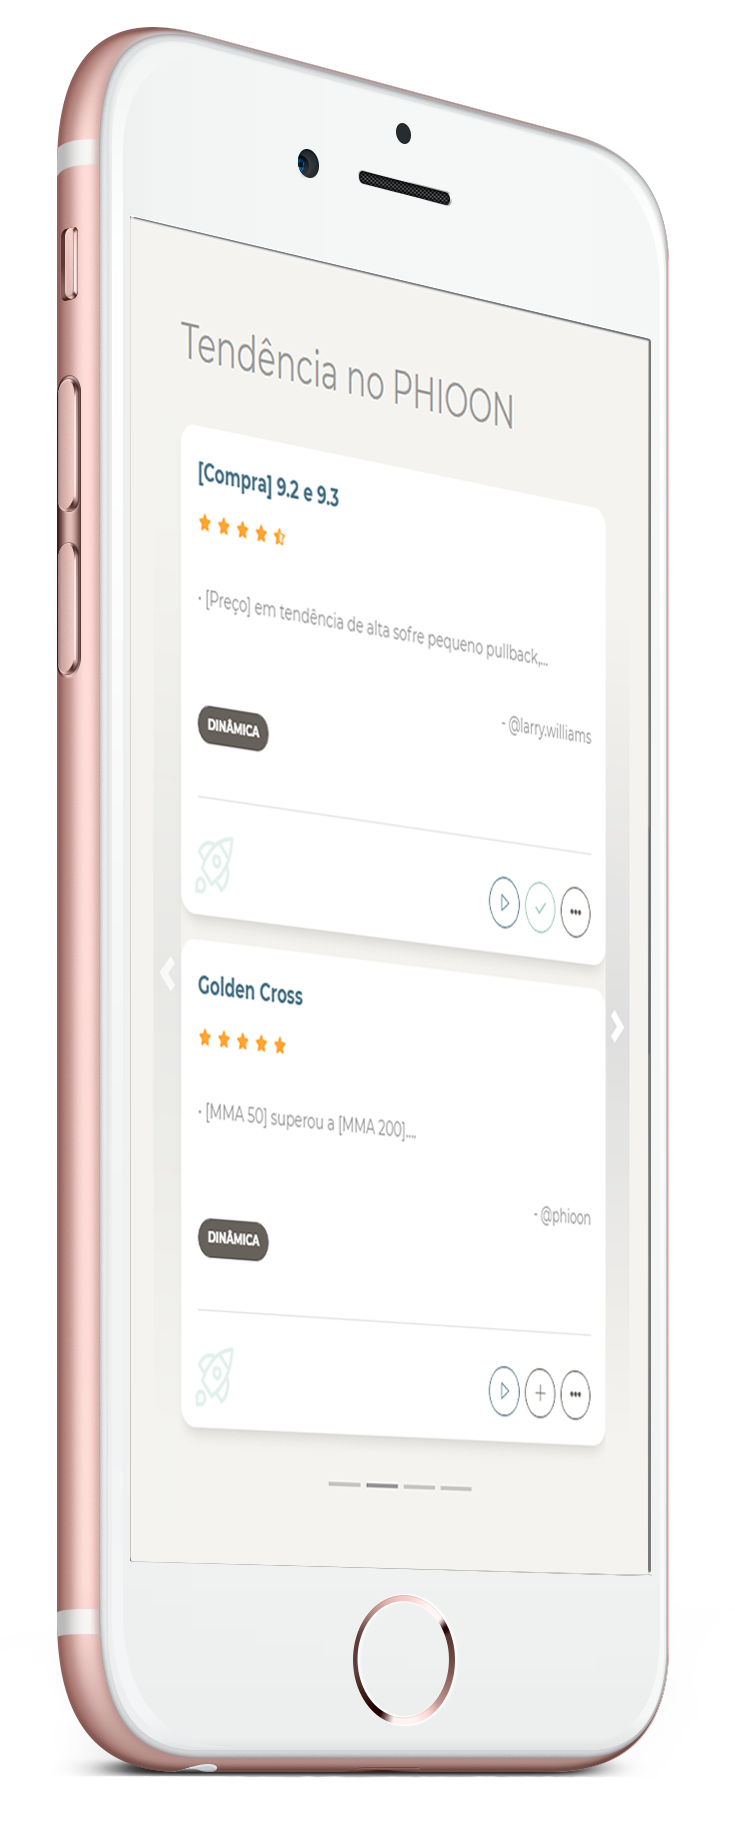 Tendência no PHIOON
[Compra] 9.2 e 9.3
• [Preço] em tendência de alta sofre pequeno pullback,...
- @larry.williams
DINÂMICA
Golden Cross
• [MMA 50] superou a [MMA 200]....
- @phioon
DINÂMICA